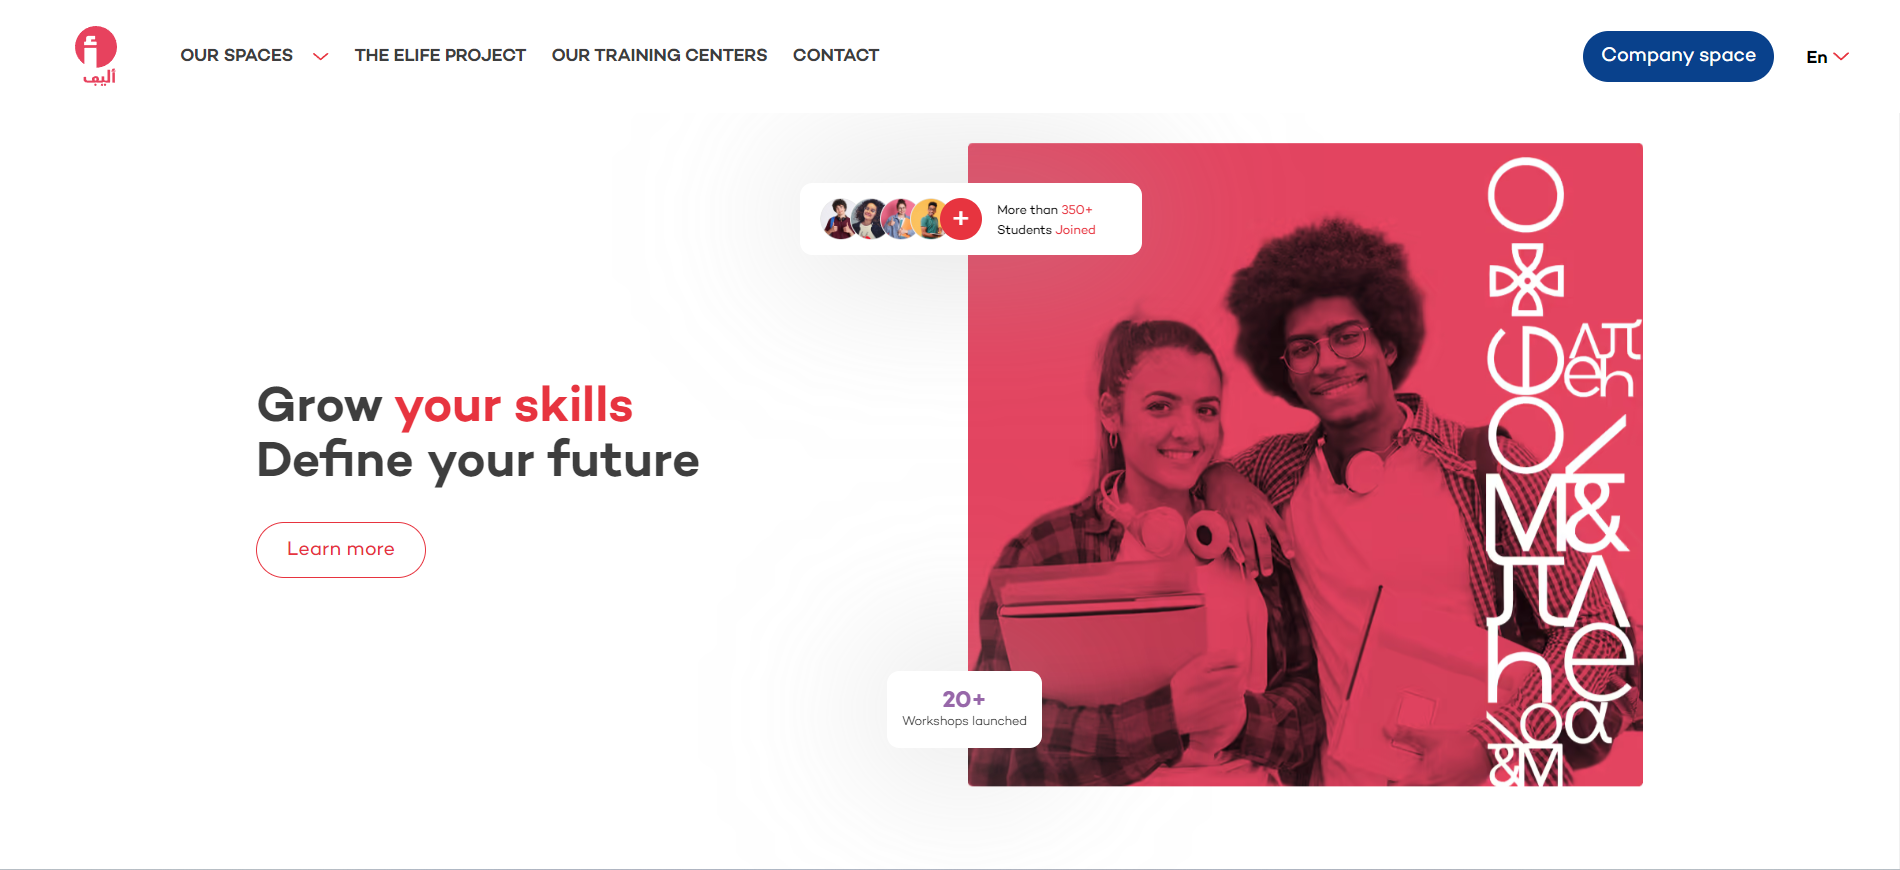 أ
أليف
OUR SPACES
THE ELIFE PROJECT
OUR TRAINING CENTERS
CONTACT
Company space
En
More than 350+
Students Joined
Grow your skills
Define your future
Learn more
20+
Workshops launched